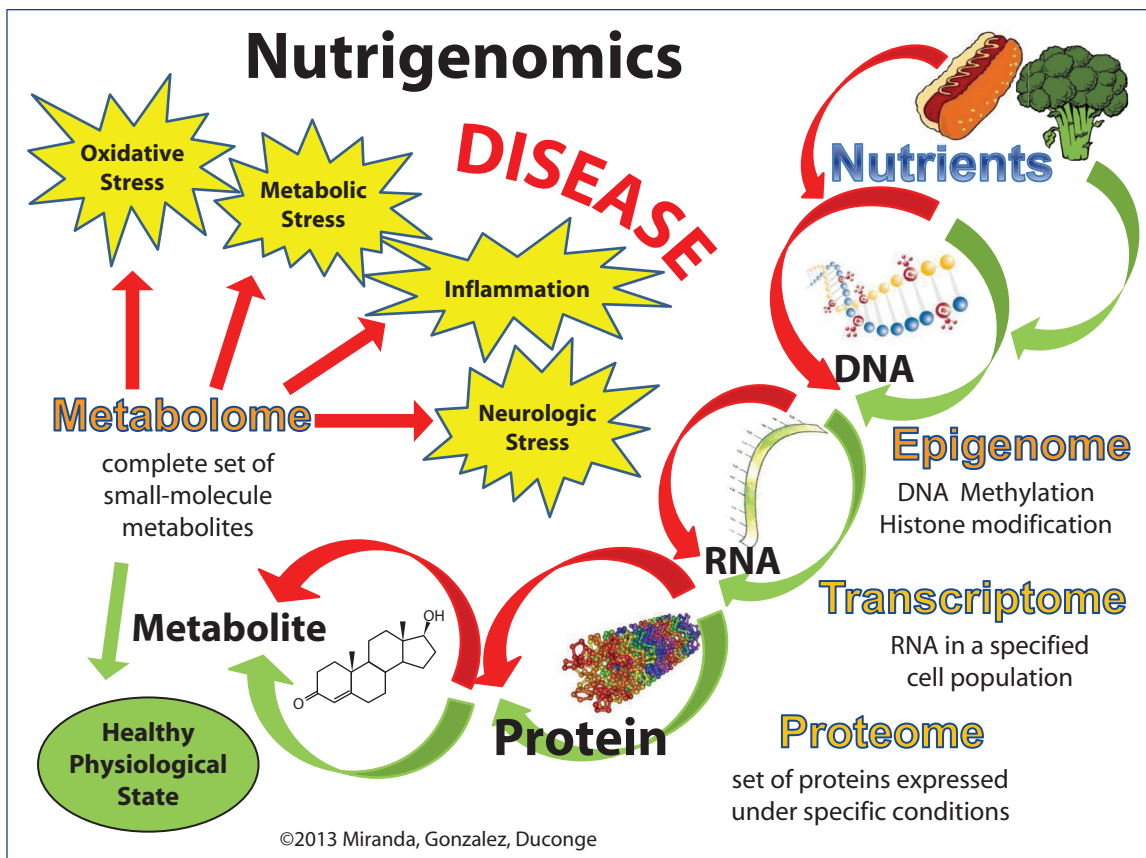 Nutrigenomics
Oxidative
Stress
Metabolic
Stress
DISEASE
Inflammation
Neurologic
Stress
Nutrients
DNA
Metabolome
complete set of
small-molecule
metabolites
Epigenome
DNA Methylation
Histone modification
RNA
Transcriptome
RNA in a specified
cell population
Metabolite
OH
O
Protein
Proteome
set of proteins expressed
under specific conditions
Healthy
Physiological
State
©2013 Miranda, Gonzalez, Duconge